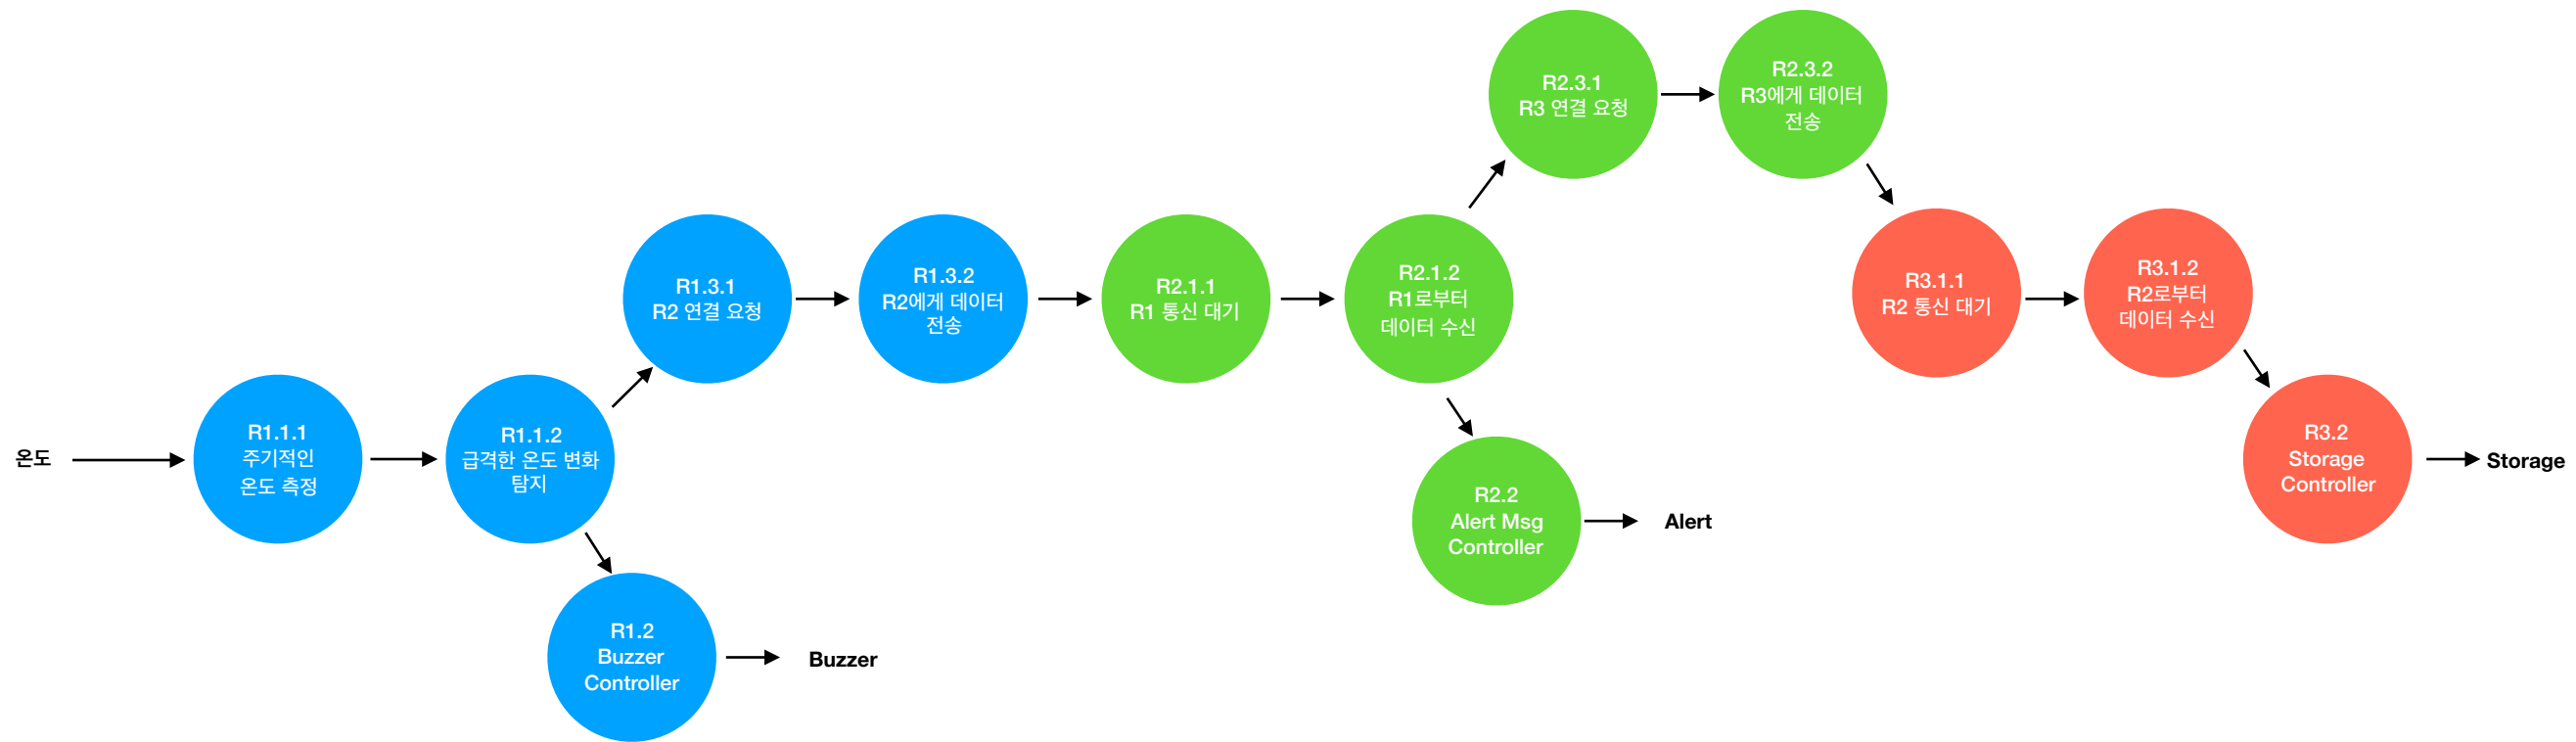 온도
R1.1.1
주기적인
온도 측정
R1.1.2
급격한 온도 변화
탐지
R1.2
Buzzer
Controller
Buzzer
R1.3.1
R2 연결 요청
R1.3.2
R2에게 데이터
전송
R2.1.1
R1 통신 대기
R2.1.2
R1로부터
데이터 수신
R2.2
Alert Msg
Controller
Alert
R2.3.1
R3 연결 요청
R2.3.2
R3에게 데이터
전송
R3.1.1
R2 통신 대기
R3.1.2
R2로부터
데이터 수신
R3.2
Storage
Controller
Storage